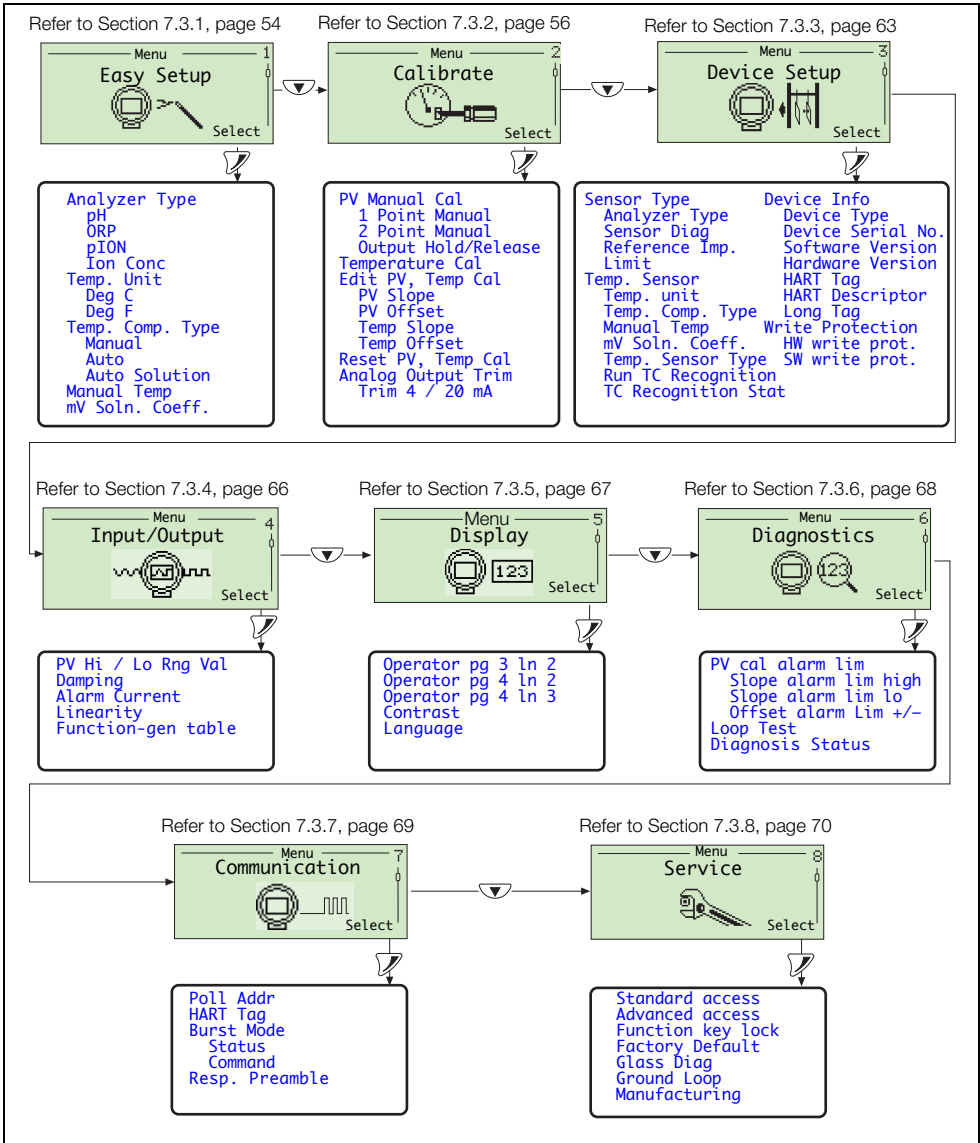 Refer to Section 7.3.1, page 54
Menu 1
Easy Setup
Select
Analyzer Type
pH
ORP
pION
Ion Conc
Temp. Unit
Deg C
Deg F
Temp. Comp. Type
Manual
Auto
Auto Solution
Manual Temp
mV Soln. Coeff.
Refer to Section 7.3.2, page 56
Menu 2
Calibrate
Select
PV Manual Cal
1 Point Manual
2 Point Manual
Output Hold/Release
Temperature Cal
Edit PV, Temp Cal
PV Slope
PV Offset
Temp Slope
Temp Offset
Reset PV, Temp Cal
Analog Output Trim
Trim 4 / 20 mA
Refer to Section 7.3.3, page 63
Menu 3
Device Setup
Select
Sensor Type
Analyzer Type
Sensor Diag
Reference Imp.
Limit
Temp. Sensor
Temp. unit
Temp. Comp. Type
Manual Temp
mV Soln. Coeff.
Temp. Sensor Type
Run TC Recognition
TC Recognition Stat
Device Info
Device Type
Device Serial No.
Software Version
Hardware Version
HART Tag
HART Descriptor
Long Tag
Write Protection
HW write prot.
SW write prot.
Refer to Section 7.3.4, page 66
Menu 4
Input/Output
Select
PV Hi / Lo Rng Val
Damping
Alarm Current
Linearity
Function-gen table
Refer to Section 7.3.5, page 67
Menu 5
Display
123
Select
Operator pg 3 ln 2
Operator pg 4 ln 2
Operator pg 4 ln 3
Contrast
Language
Refer to Section 7.3.6, page 68
Menu 6
Diagnostics
123
Select
PV cal alarm lim
Slope alarm lim high
Slope alarm lim lo
Offset alarm Lim +/–
Loop Test
Diagnosis Status
Refer to Section 7.3.7, page 69
Menu 7
Communication
Select
Poll Addr
HART Tag
Burst Mode
Status
Command
Resp. Preamble
Refer to Section 7.3.8, page 70
Menu 8
Service
Select
Standard access
Advanced access
Function key lock
Factory Default
Glass Diag
Ground Loop
Manufacturing